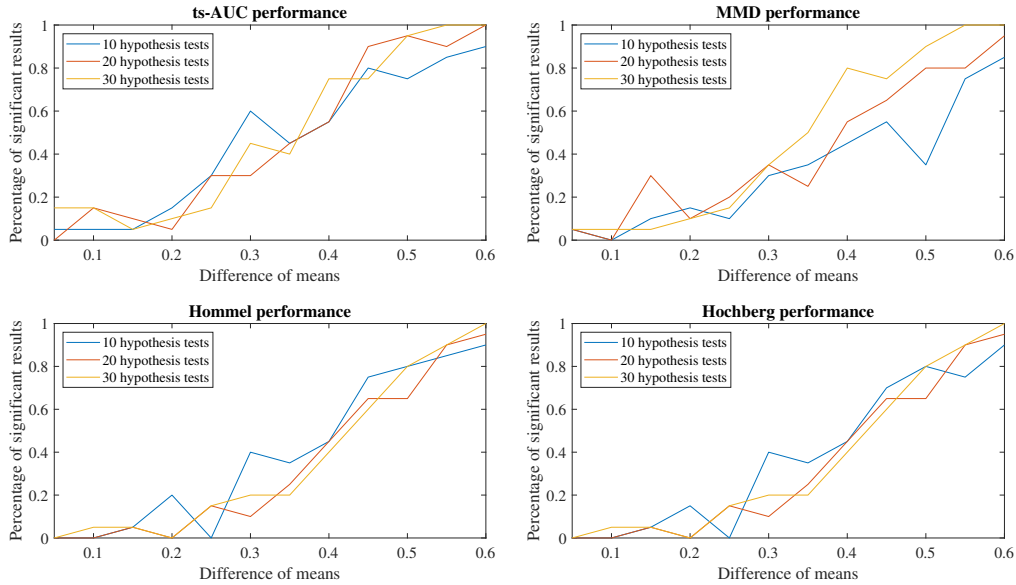 ts-AUC performance
Percentage of significant results
1
0.8
0.6
0.4
0.2
0
10 hypothesis tests
20 hypothesis tests
30 hypothesis tests
0.1 0.2 0.3 0.4 0.5 0.6
Difference of means
MMD performance
Percentage of significant results
1
0.8
0.6
0.4
0.2
0
10 hypothesis tests
20 hypothesis tests
30 hypothesis tests
0.1 0.2 0.3 0.4 0.5 0.6
Difference of means
Hommel performance
Percentage of significant results
1
0.8
0.6
0.4
0.2
0
10 hypothesis tests
20 hypothesis tests
30 hypothesis tests
0.1 0.2 0.3 0.4 0.5 0.6
Difference of means
Hochberg performance
Percentage of significant results
1
0.8
0.6
0.4
0.2
0
10 hypothesis tests
20 hypothesis tests
30 hypothesis tests
0.1 0.2 0.3 0.4 0.5 0.6
Difference of means